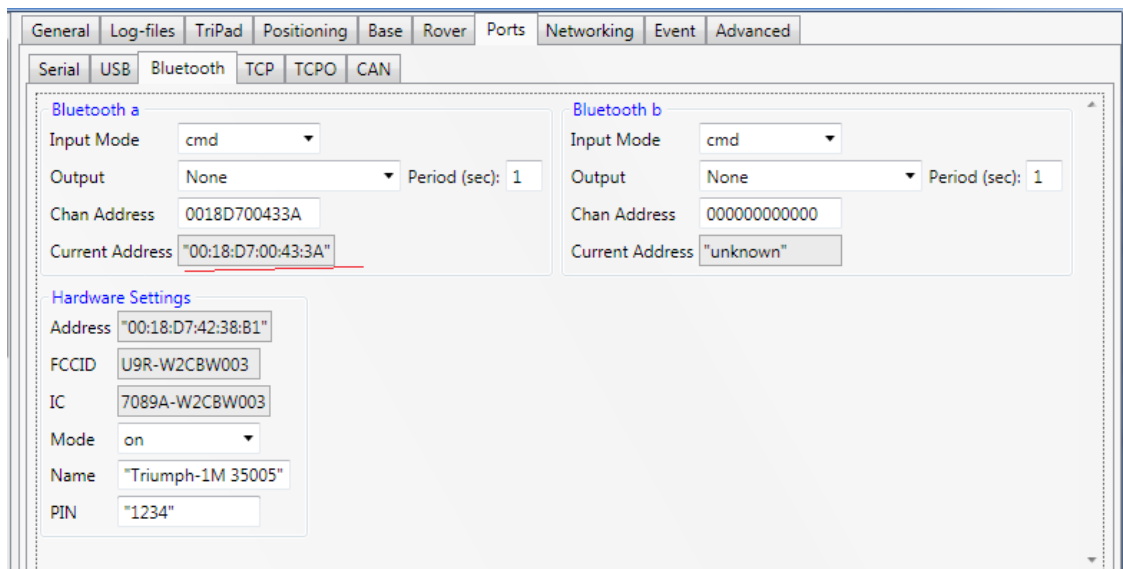 General Log-files TriPad Positioning Base Rover Ports Networking Event Advanced
Serial USB Bluetooth TCP TCPO CAN
Bluetooth a
Input Mode cmd
Output None Period (sec): 1
Chan Address 0018D700433A
Current Address "00:18:D7:00:43:3A"
Bluetooth b
Input Mode cmd
Output None Period (sec): 1
Chan Address 000000000000
Current Address "unknown"
Hardware Settings
Address "00:18:D7:42:38:B1"
FCCID U9R-W2CBW003
IC 7089A-W2CBW003
Mode on
Name "Triumph-1M 35005"
PIN "1234"